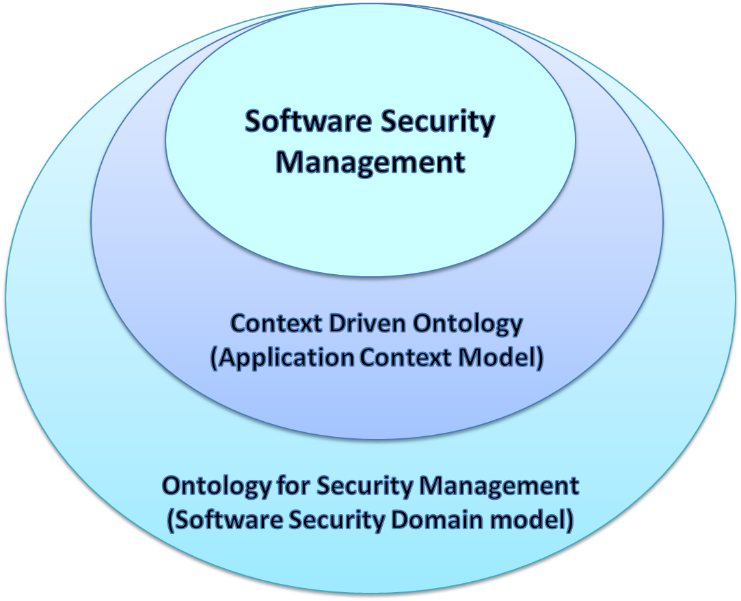 Software Security
Management
Context Driven Ontology
(Application Context Model)
Ontology for Security Management
(Software Security Domain model)